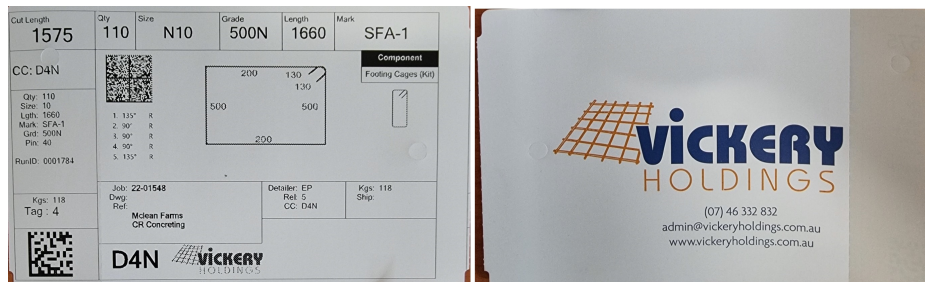 Cut Length
1575
Qty
110
Size
N10
Grade
500N
Length
1660
Mark
SFA-1
CC: D4N
Component
Footing Cages (Kit)
Qty: 110
Size: 10
Lgth: 1660
Mark: SFA-1
Grd: 500N
Pin: 40
RunID: 0001784
1. 135° R
2. 90° R
3. 90° R
4. 90° R
5. 135° R
200
130
130
500
500
200
Kgs: 118
Tag : 4
Job: 22-01548
Dwg:
Ref:
Mclean Farms
CR Concreting
Detailer: EP
Rel: 5
CC: D4N
Kgs: 118
Ship:
D4N
VICKERY
HOLDINGS
VICKERY
HOLDINGS
(07) 46 332 832
admin@vickeryholdings.com.au
www.vickeryholdings.com.au